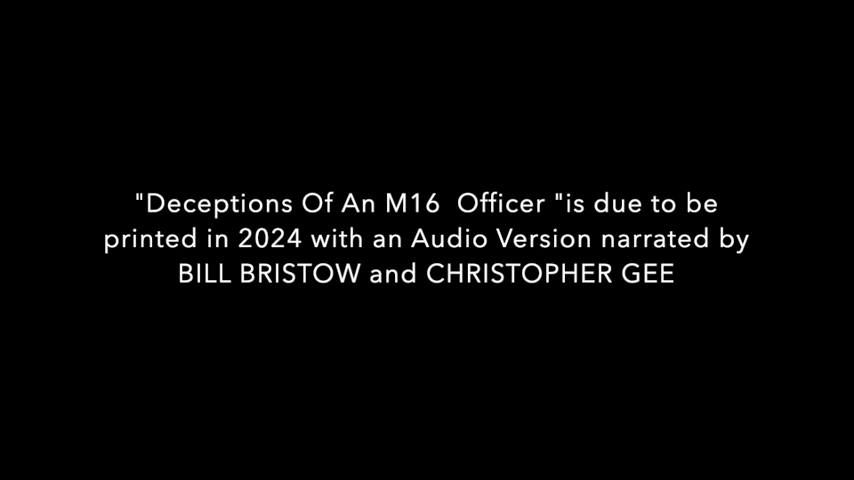 "Deceptions Of An M16  Officer "is due to be
printed in 2024 with an Audio Version narrated by
BILL BRISTOW and CHRISTOPHER GEE